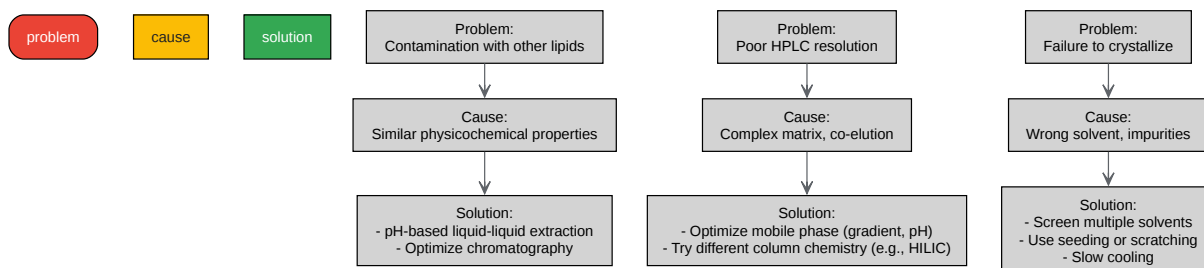 problem
cause
solution
Problem:
Contamination with other lipids
Cause:
Similar physicochemical properties
Solution:
- pH-based liquid-liquid extraction
- Optimize chromatography
Problem:
Poor HPLC resolution
Cause:
Complex matrix, co-elution
Solution:
- Optimize mobile phase (gradient, pH)
- Try different column chemistry (e.g., HILIC)
Problem:
Failure to crystallize
Cause:
Wrong solvent, impurities
Solution:
- Screen multiple solvents
- Use seeding or scratching
- Slow cooling